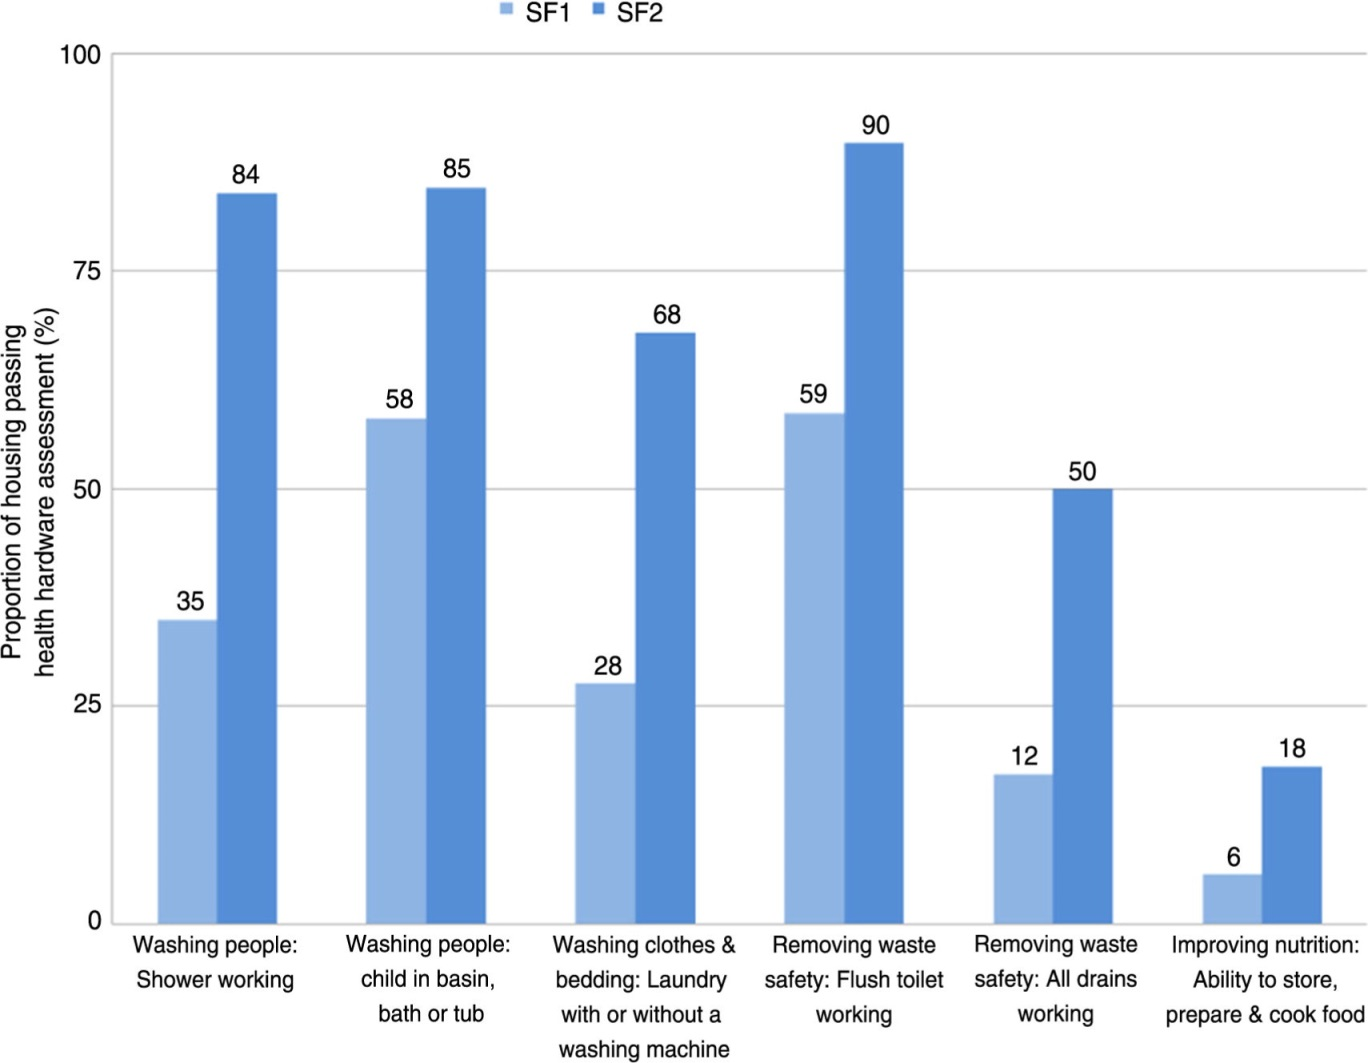 SF1 SF2
100
75
50
25
0
Proportion of housing passing
health hardware assessment (%)
35
84
58
85
28
68
59
90
12
50
6
18
Washing people:
Shower working
Washing people:
child in basin,
bath or tub
Washing clothes &
bedding: Laundry
with or without a
washing machine
Removing waste
safety: Flush toilet
working
Removing waste
safety: All drains
working
Improving nutrition:
Ability to store,
prepare & cook food